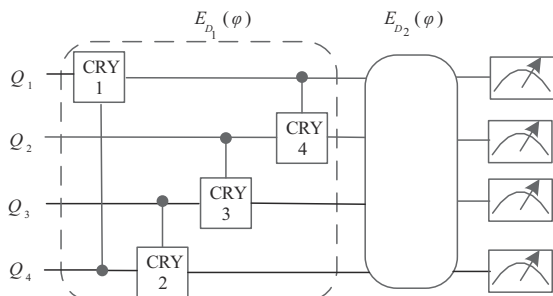 E_{D_1}(φ) E_{D_2}(φ)
Q_1 CRY
1
Q_2 CRY
4
Q_3 CRY
3
Q_4 CRY
2